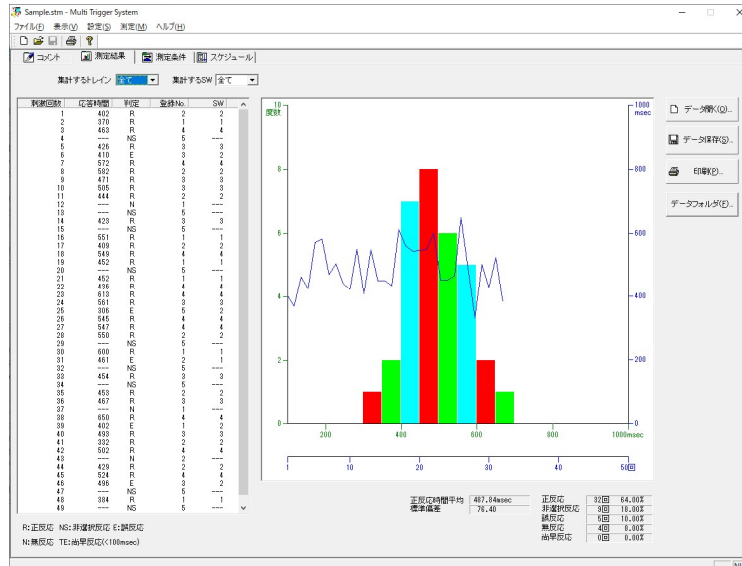 Sample.stm - Multi Trigger System
ファイル(F) 表示(V) 設定(S) 測定(M) ヘルプ(H)
コメント 測定結果 測定条件 スケジュール
集計するトレイン 全て 集計するSW 全て
刺激回数 応答時間 判定 登録No. SW
1 402 R 2 2
2 370 R 1 1
3 463 R 4 4
4 --- NS 5 ---
5 426 R 3 3
6 410 E 3 2
7 572 R 4 4
8 582 R 2 2
9 471 R 3 3
10 505 R 3 3
11 444 R 2 2
12 --- N 1 ---
13 --- NS 5 ---
14 423 R 3 3
15 --- NS 5 ---
16 551 R 1 1
17 409 R 2 2
18 549 R 4 4
19 452 R 1 1
20 --- NS 5 ---
21 452 R 1 1
22 436 R 4 4
23 613 R 4 4
24 561 R 3 3
25 306 E 5 2
26 545 R 4 4
27 547 R 4 4
28 550 R 2 2
29 --- NS 5 ---
30 600 R 1 1
31 461 E 2 1
32 --- NS 5 ---
33 454 R 3 3
34 --- NS 5 ---
35 453 R 2 2
36 467 R 3 3
37 --- N 1 ---
38 650 R 4 4
39 402 E 1 2
40 493 R 3 3
41 332 R 2 2
42 502 R 4 4
43 --- N 2 ---
44 429 R 2 2
45 524 R 4 4
46 496 E 3 2
47 --- NS 5 ---
48 384 R 1 1
49 --- NS 5 ---
10
度数
8
6
4
2
0
1000
msec
800
600
400
200
0
200 400 600 800 1000msec
1 10 20 30 40 50回
データ開く(O)...
データ保存(S)...
印刷(P)...
データフォルダ(F)...
正反応時間平均 487.84msec
標準偏差 76.40
正反応 32回 64.00%
非選択反応 9回 18.00%
誤反応 5回 10.00%
無反応 4回 8.00%
尚早反応 0回 0.00%
R:正反応 NS:非選択反応 E:誤反応
N:無反応 TE:尚早反応(<100msec)